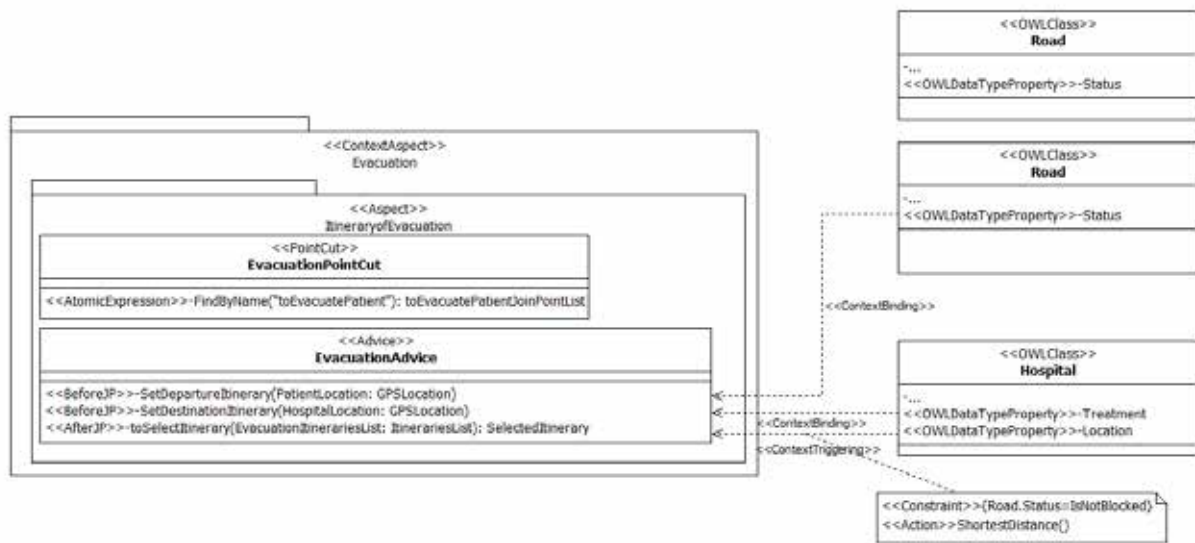 <<OWLClass>>
Road
-...
<<OWLDataTypeProperty>>-Status
<<ContextAspect>>
Evacuation
<<OWLClass>>
Road
-...
<<OWLDataTypeProperty>>-Status
<<Aspect>>
ItineraryofEvacuation
<<PointCut>>
EvacuationPointCut
<<AtomicExpression>>-FindByName("toEvacuatePatient"): toEvacuatePatientJoinPointList
<<ContextBinding>>
<<Advice>>
EvacuationAdvice
<<BeforeJP>>-SetDepartureItinerary(PatientLocation: GPSLocation)
<<BeforeJP>>-SetDestinationItinerary(HospitalLocation: GPSLocation)
<<AfterJP>>-toSelectItinerary(EvacuationItinerariesList: ItinerariesList): SelectedItinerary
<<OWLClass>>
Hospital
-...
<<OWLDataTypeProperty>>-Treatment
<<OWLDataTypeProperty>>-Location
<<ContextBinding>>
<<ContextTriggering>>
<<Constraint>>{Road.Status=IsNotBlocked}
<<Action>>ShortestDistance()